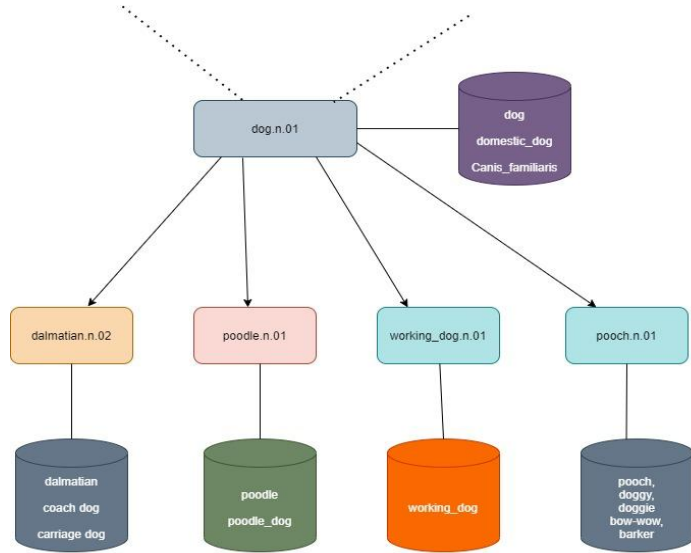 dog.n.01
dog
domestic_dog
Canis_familiaris
dalmatian.n.02
poodle.n.01
working_dog.n.01
pooch.n.01
dalmatian
coach dog
carriage dog
poodle
poodle_dog
working_dog
pooch,
doggy,
doggie
bow-wow,
barker